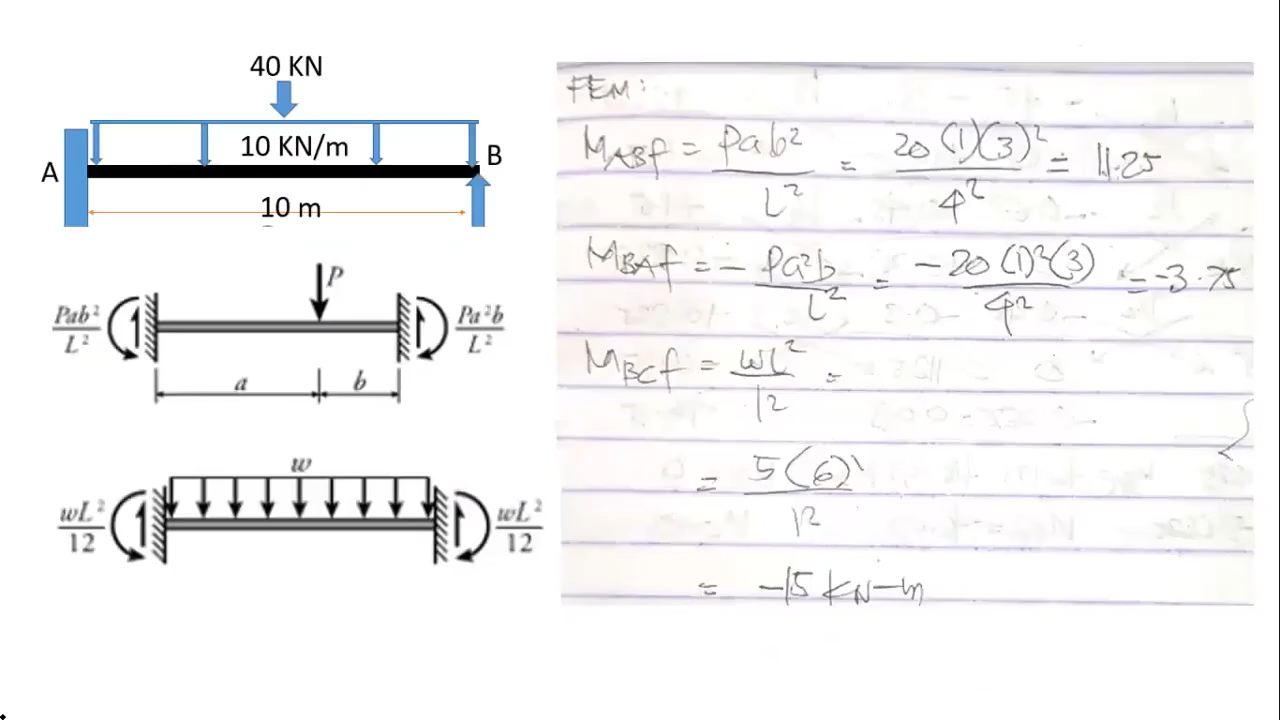 40 KN
10 KN/m
A
B
10 m
P
Pab²/L²
Pa²b/L²
a
b
w
wL²/12
wL²/12
FEM:
MABf = Pab²/L² = 20(1)(3)²/4² = 11.25
MBAf = - Pa²b/L² = -20(1)²(3)/4² = -3.75
MBCf = WL²/12 =
= 5(6)²/12
= -15 KN-m